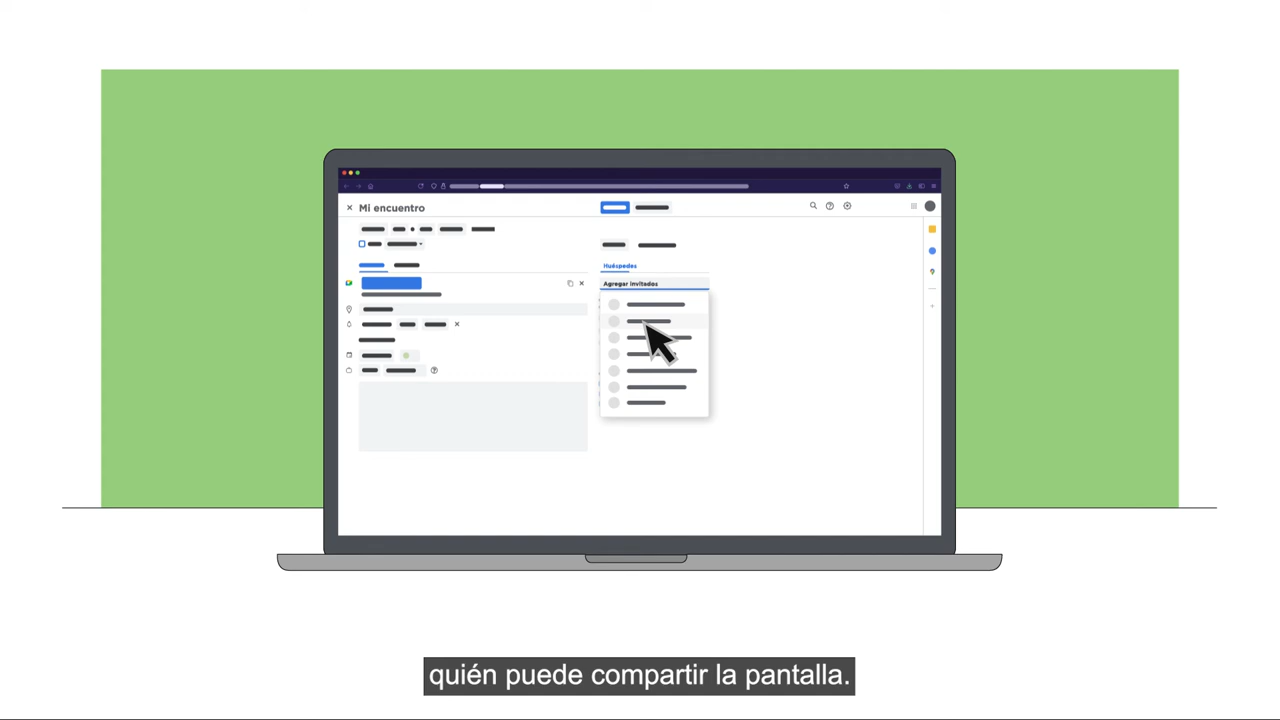 Mi encuentro
Huéspedes
Agregar invitados
quién puede compartir la pantalla.